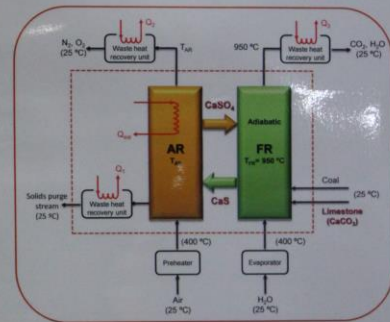 Q₂
Q₃
N₂, O₂
(25 ºC)
Waste heat
recovery unit
T_AR
950 ºC
Waste heat
recovery unit
CO₂, H₂O
(25 ºC)
CaSO₄
Adiabatic
AR
FR
T_FR= 950 ºC
CaS
Coal
(25 ºC)
Limestone
(CaCO₃)
Solids purge
stream
(25 ºC)
Waste heat
recovery unit
(400 ºC)
(400 ºC)
Preheater
Evaporator
Air
(25 ºC)
H₂O
(25 ºC)